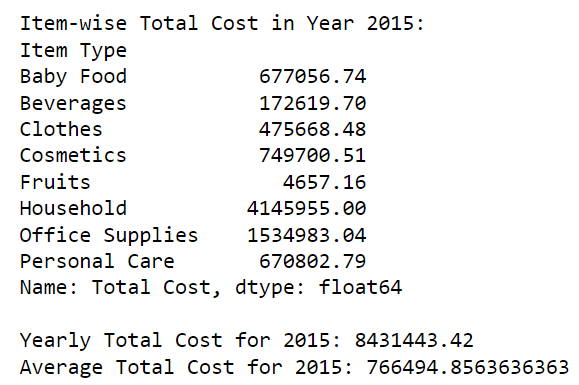 Item-wise Total Cost in Year 2015:
Item Type
Baby Food           677056.74
Beverages           172619.70
Clothes             475668.48
Cosmetics           749700.51
Fruits                4657.16
Household          4145955.00
Office Supplies    1534983.04
Personal Care       670802.79
Name: Total Cost, dtype: float64

Yearly Total Cost for 2015: 8431443.42
Average Total Cost for 2015: 766494.8563636363